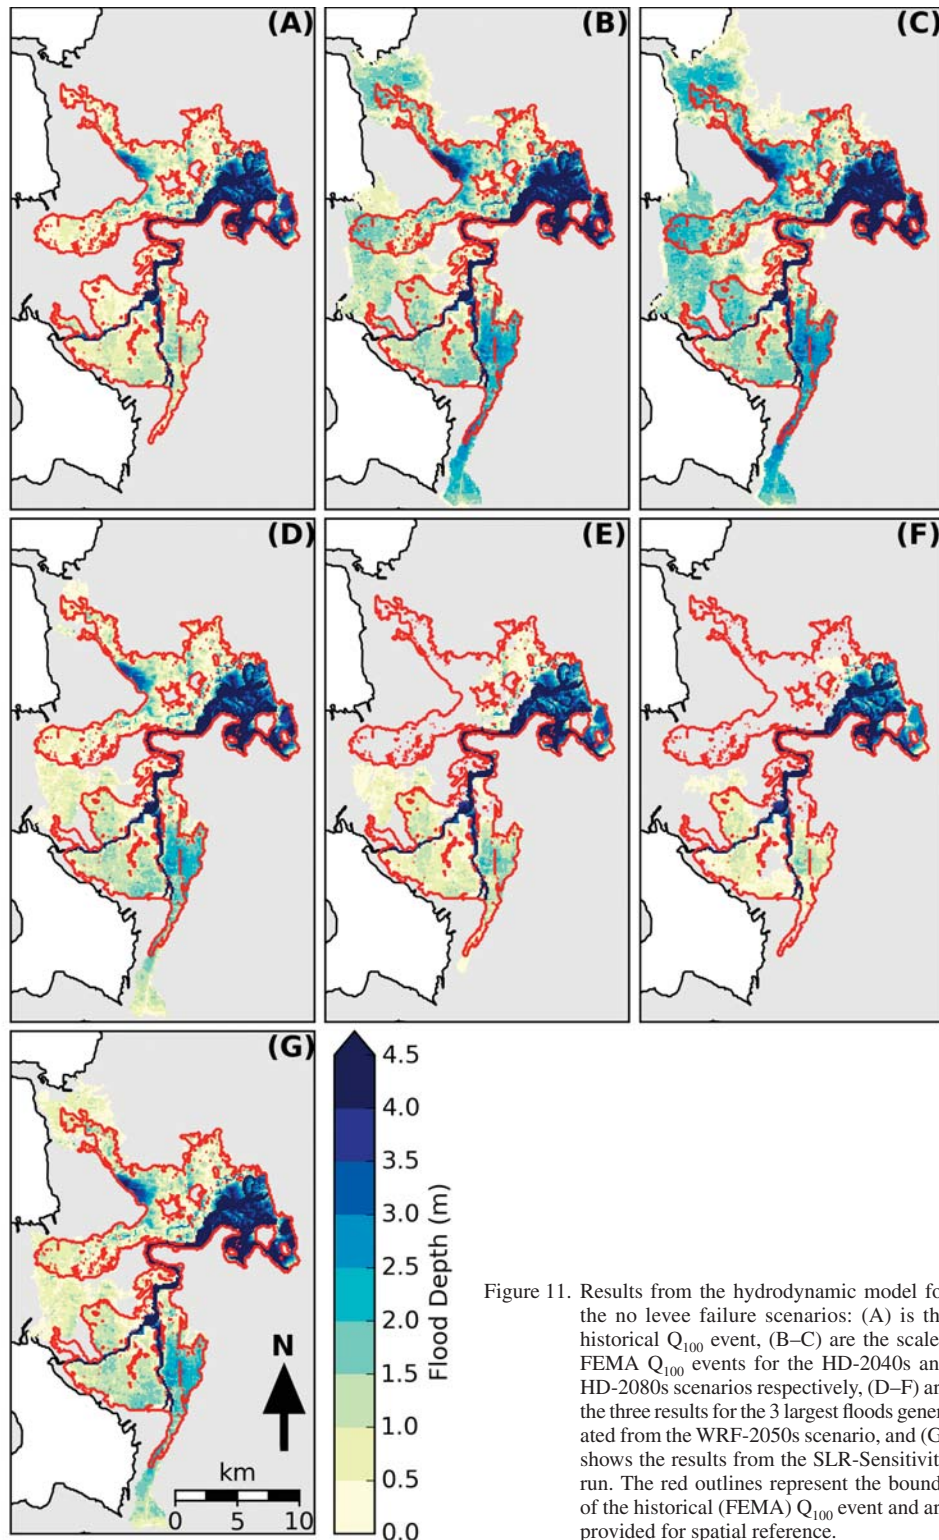 (A)
(B)
(C)
(D)
(E)
(F)
(G)
4.5
4.0
3.5
3.0
2.5
2.0
1.5
1.0
0.5
0.0
Flood Depth (m)
N
km
0 5 10
Figure 11. Results from the hydrodynamic model fo
the no levee failure scenarios: (A) is th
historical Q100 event, (B–C) are the scale
FEMA Q100 events for the HD-2040s an
HD-2080s scenarios respectively, (D–F) ar
the three results for the 3 largest floods gener
ated from the WRF-2050s scenario, and (G
shows the results from the SLR-Sensitivit
run. The red outlines represent the bound
of the historical (FEMA) Q100 event and ar
provided for spatial reference.